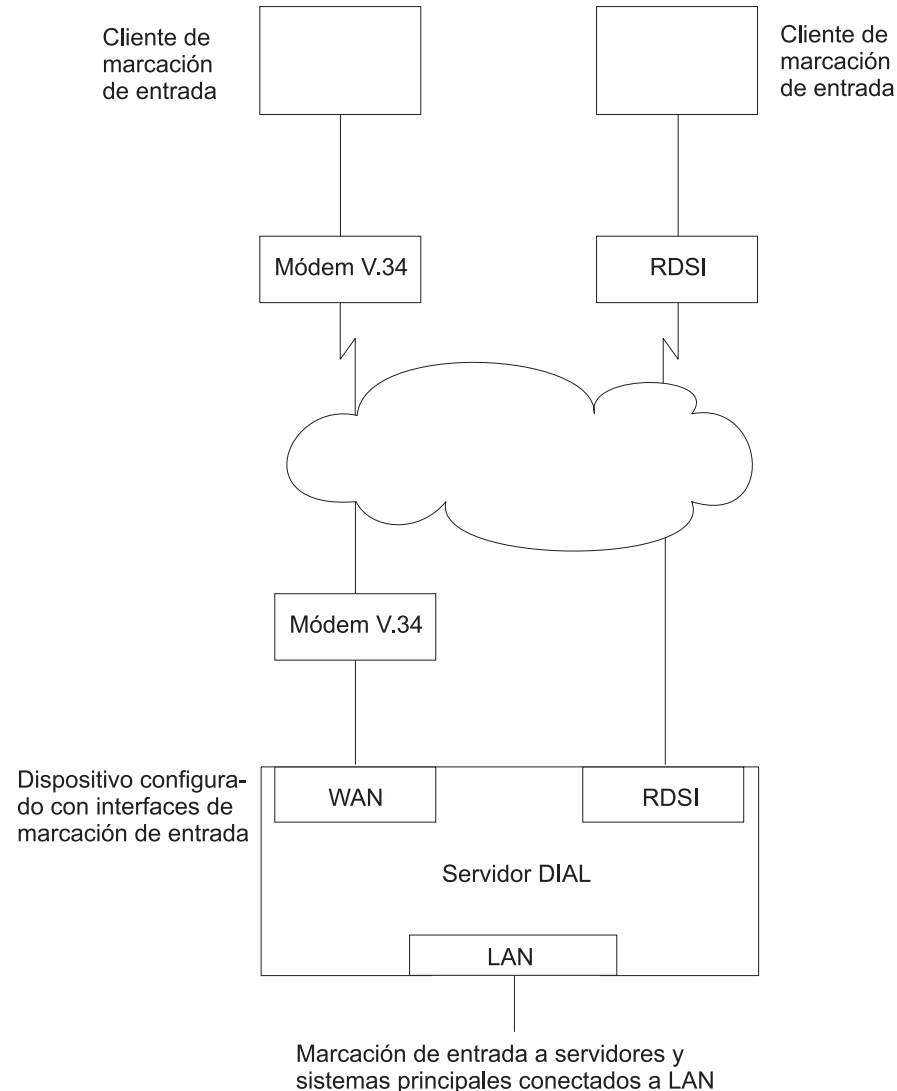 Cliente de
marcación
de entrada
Cliente de
marcación
de entrada
Módem V.34
RDSI
Módem V.34
Dispositivo configura-
do con interfaces de
marcación de entrada
WAN
RDSI
Servidor DIAL
LAN
Marcación de entrada a servidores y
sistemas principales conectados a LAN